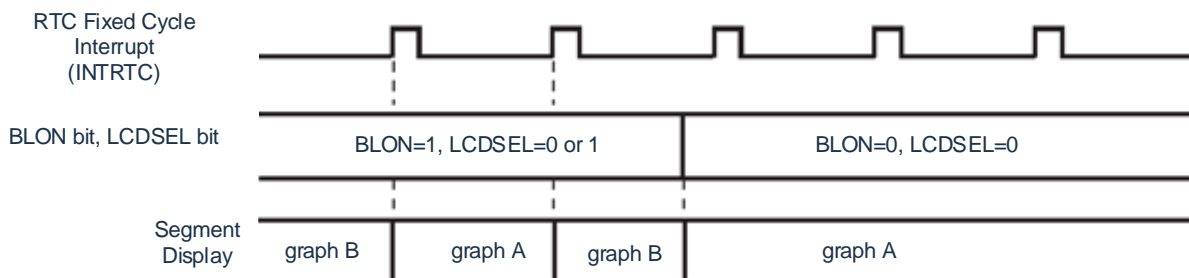 RTC Fixed Cycle
Interrupt
(INTRTC)
BLON bit, LCDSEL bit
BLON=1, LCDSEL=0 or 1
BLON=0, LCDSEL=0
Segment
Display
graph B
graph A
graph B
graph A